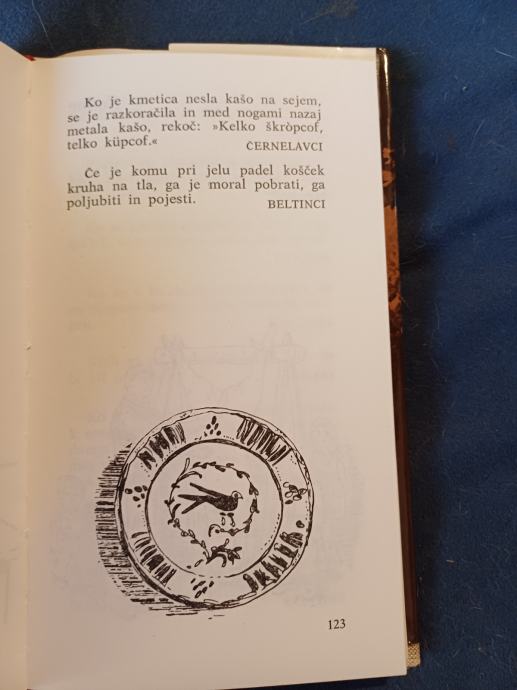 Ko je kmetica nesla kašo na sejem,
se je razkoračila in med nogami nazaj
metala kašo, rekoč: »Kelko škròpcof,
telko küpcof.« ČERNELAVCI
Če je komu pri jelu padel košček
kruha na tla, ga je moral pobrati, ga
poljubiti in pojesti. BELTINCI
123